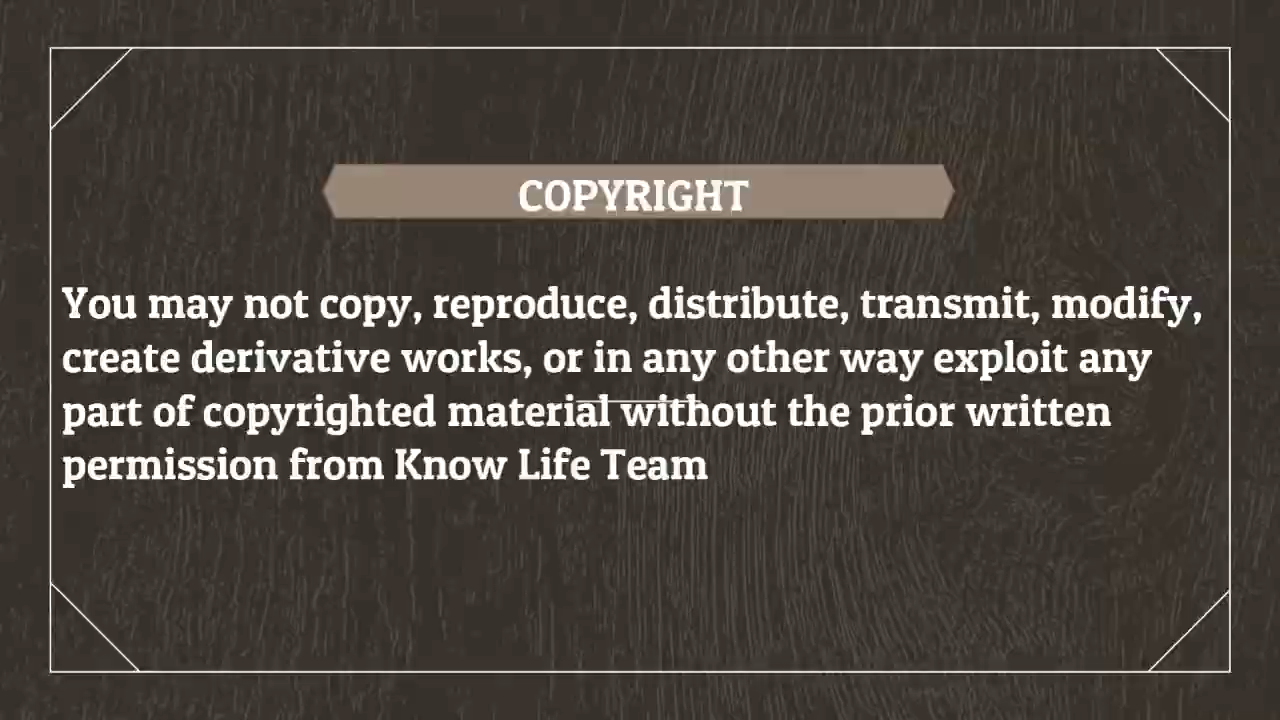 COPYRIGHT
You may not copy, reproduce, distribute, transmit, modify,
create derivative works, or in any other way exploit any
part of copyrighted material without the prior written
permission from Know Life Team